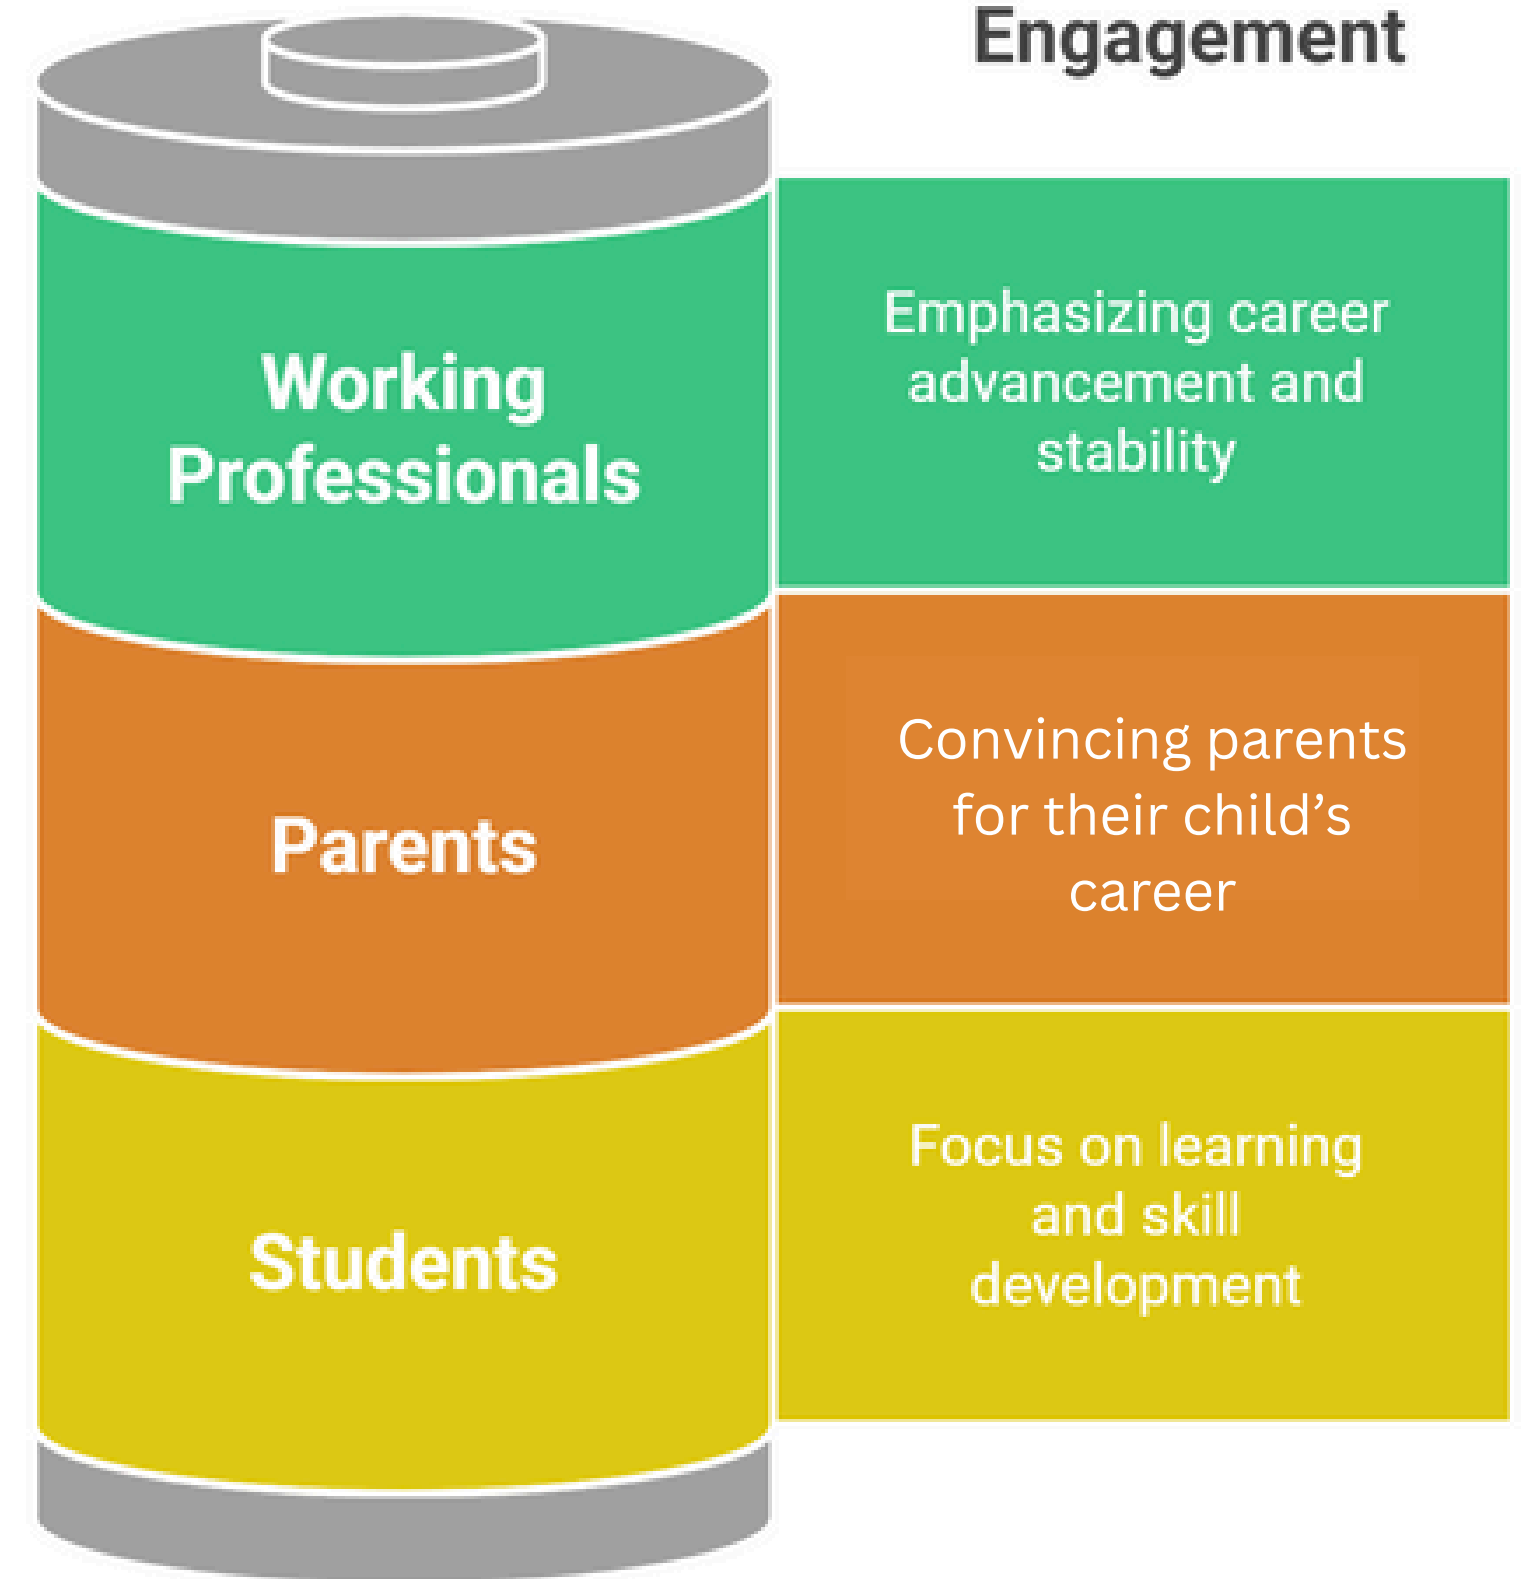 Engagement
Working
Professionals
Emphasizing career
advancement and
stability
Parents
Convincing parents
for their child’s
career
Students
Focus on learning
and skill
development